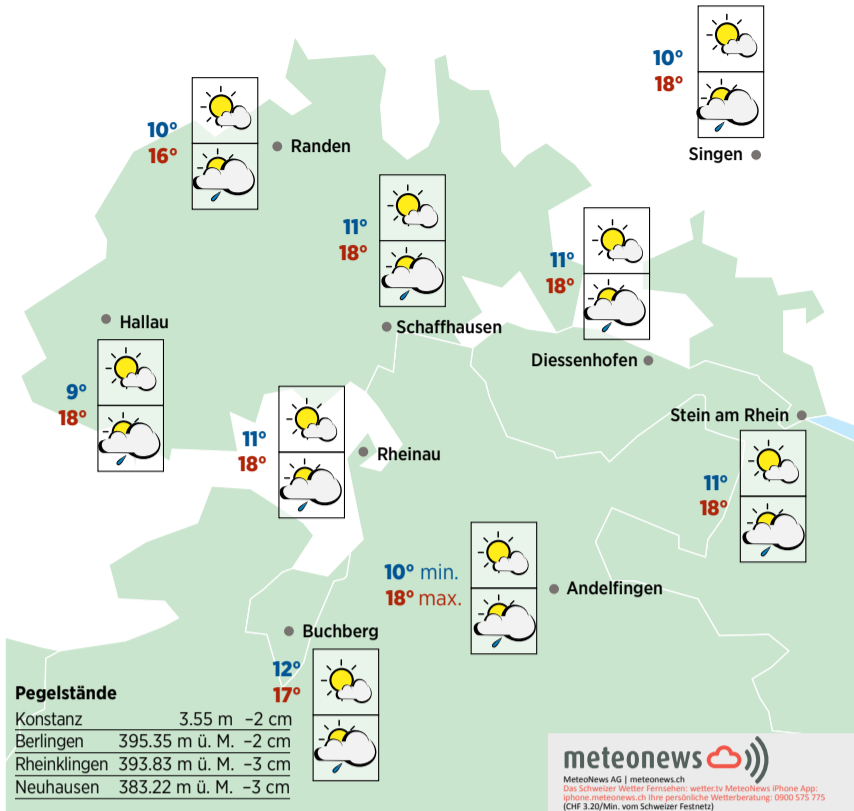 10°
18°
Singen
10°
16°
Randen
11°
18°
Schaffhausen
11°
18°
Diessenhofen
Hallau
9°
18°
11°
18°
Rheinau
Stein am Rhein
11°
18°
10° min.
18° max.
Andelfingen
Buchberg
12°
17°
Pegelstände
Konstanz 3.55 m –2 cm
Berlingen 395.35 m ü. M. –2 cm
Rheinklingen 393.83 m ü. M. –3 cm
Neuhausen 383.22 m ü. M. –3 cm
meteonews
MeteoNews AG | meteonews.ch
Das Schweizer Wetter Fernsehen: wetter.tv MeteoNews iPhone App:
iphone.meteonews.ch Ihre persönliche Wetterberatung: 0900 575 775
(CHF 3.20/Min. vom Schweizer Festnetz)